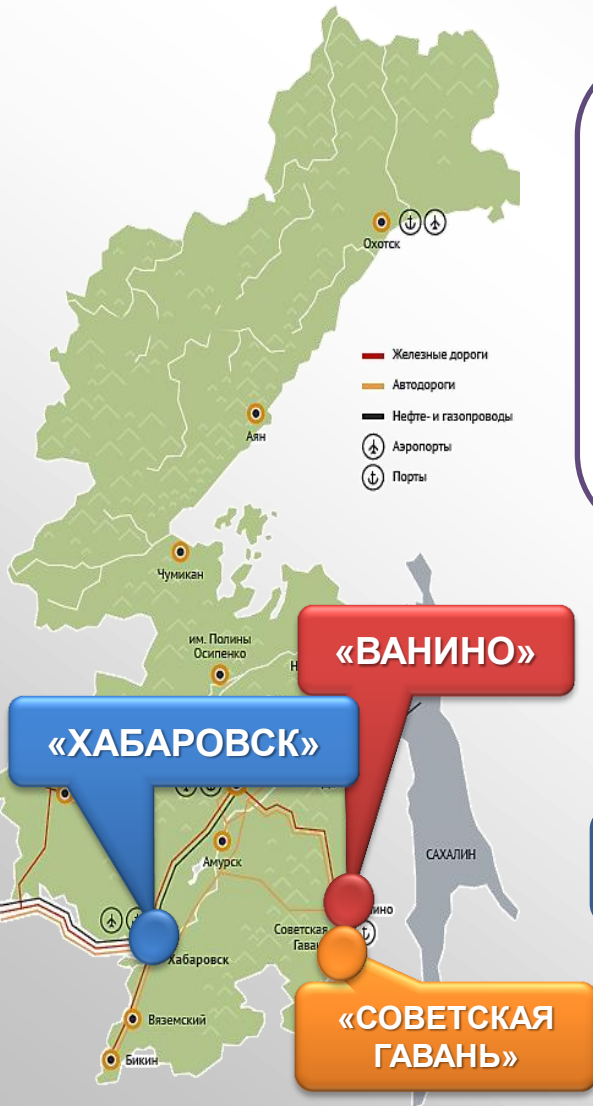 Охотск
Железные дороги
Автодороги
Нефте- и газопроводы
Аэропорты
Порты
Аян
Чумикан
им. Полины
Осипенко
«ВАНИНО»
«ХАБАРОВСК»
Амурск
САХАЛИН
Советская
Хабаровск
Вяземский
Бикин
«СОВЕТСКАЯ
ГАВАНЬ»